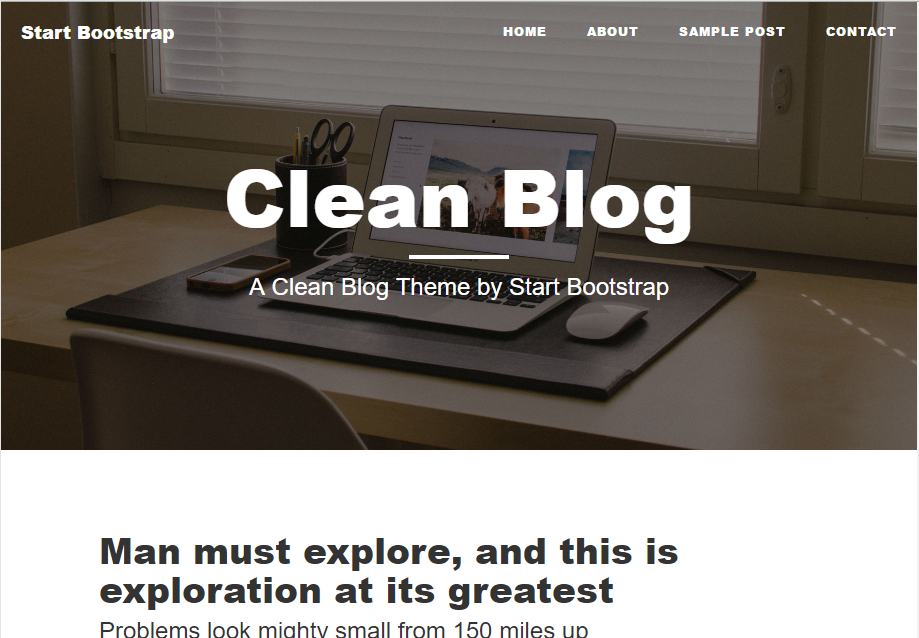 Start Bootstrap
HOME ABOUT SAMPLE POST CONTACT
Clean Blog
A Clean Blog Theme by Start Bootstrap
Man must explore, and this is
exploration at its greatest
Problems look mighty small from 150 miles up